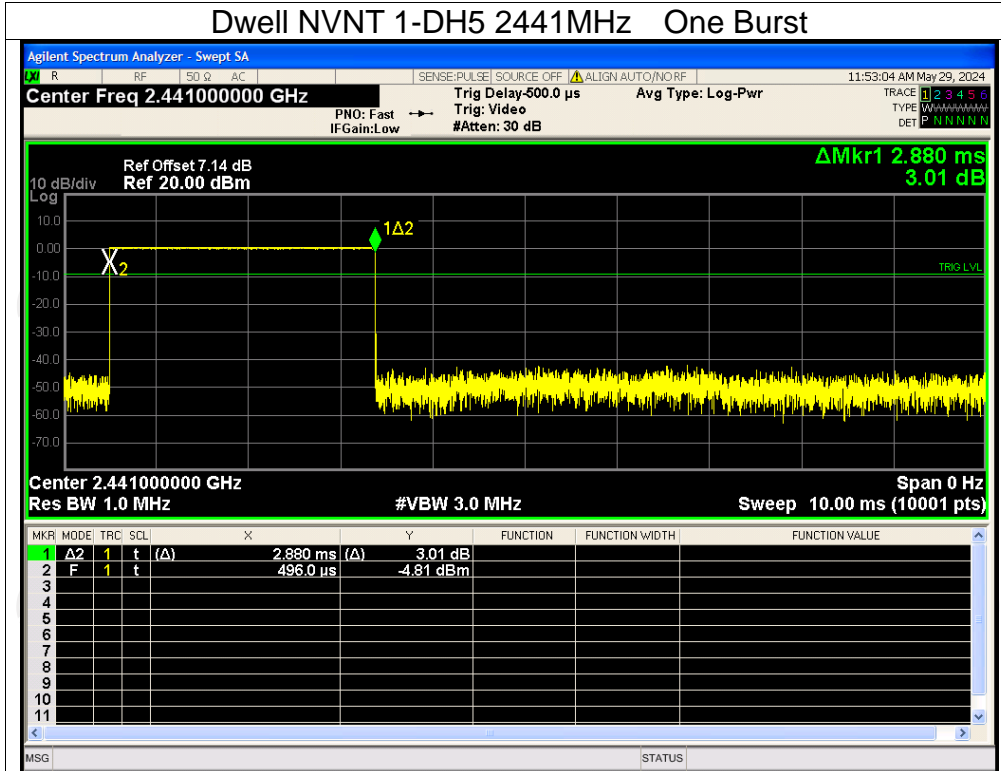 Dwell NVNT 1-DH5 2441MHz One Burst
Agilent Spectrum Analyzer - Swept SA
LXI R RF 50 Ω AC SENSE:PULSE SOURCE OFF ALIGN AUTO/NO RF 11:53:04 AM May 29, 2024
Center Freq 2.441000000 GHz Trig Delay-500.0 µs Avg Type: Log-Pwr TRACE 1 2 3 4 5 6
PNO: Fast Trig: Video TYPE WWWWWW
IFGain:Low #Atten: 30 dB DET P N N N N N
ΔMkr1 2.880 ms
3.01 dB
Ref Offset 7.14 dB
10 dB/div Ref 20.00 dBm
Log
10.0
1Δ2
0.00
2
TRIG LVL
-10.0
-20.0
-30.0
-40.0
-50.0
-60.0
-70.0
Center 2.441000000 GHz Span 0 Hz
Res BW 1.0 MHz #VBW 3.0 MHz Sweep 10.00 ms (10001 pts)
MKR MODE TRC SCL X Y FUNCTION FUNCTION WIDTH FUNCTION VALUE
1 Δ2 1 t (Δ) 2.880 ms (Δ) 3.01 dB
2 F 1 t 496.0 µs -4.81 dBm
3
4
5
6
7
8
9
10
11
MSG STATUS